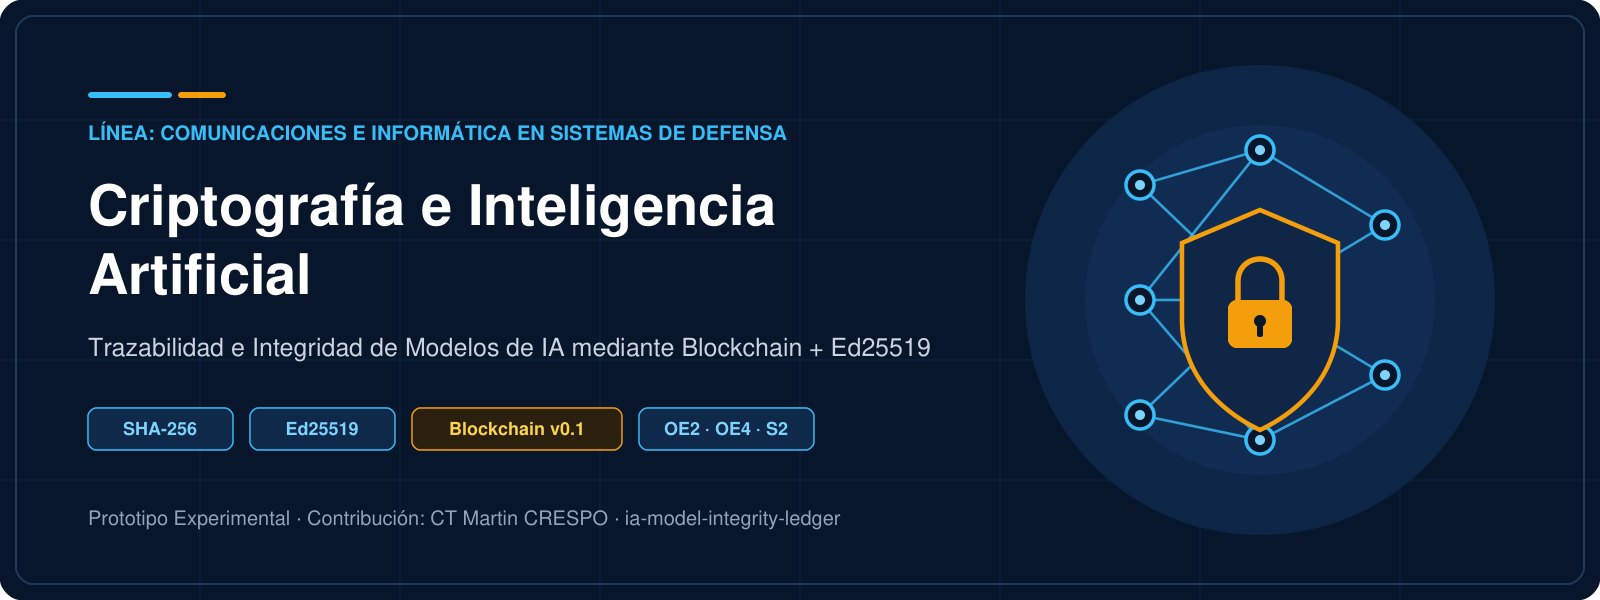 LÍNEA: COMUNICACIONES E INFORMÁTICA EN SISTEMAS DE DEFENSA
Criptografía e Inteligencia
Artificial
Trazabilidad e Integridad de Modelos de IA mediante Blockchain + Ed25519
SHA-256
Ed25519
Blockchain v0.1
OE2 · OE4 · S2
Prototipo Experimental · Contribución: CT Martin CRESPO · ia-model-integrity-ledger